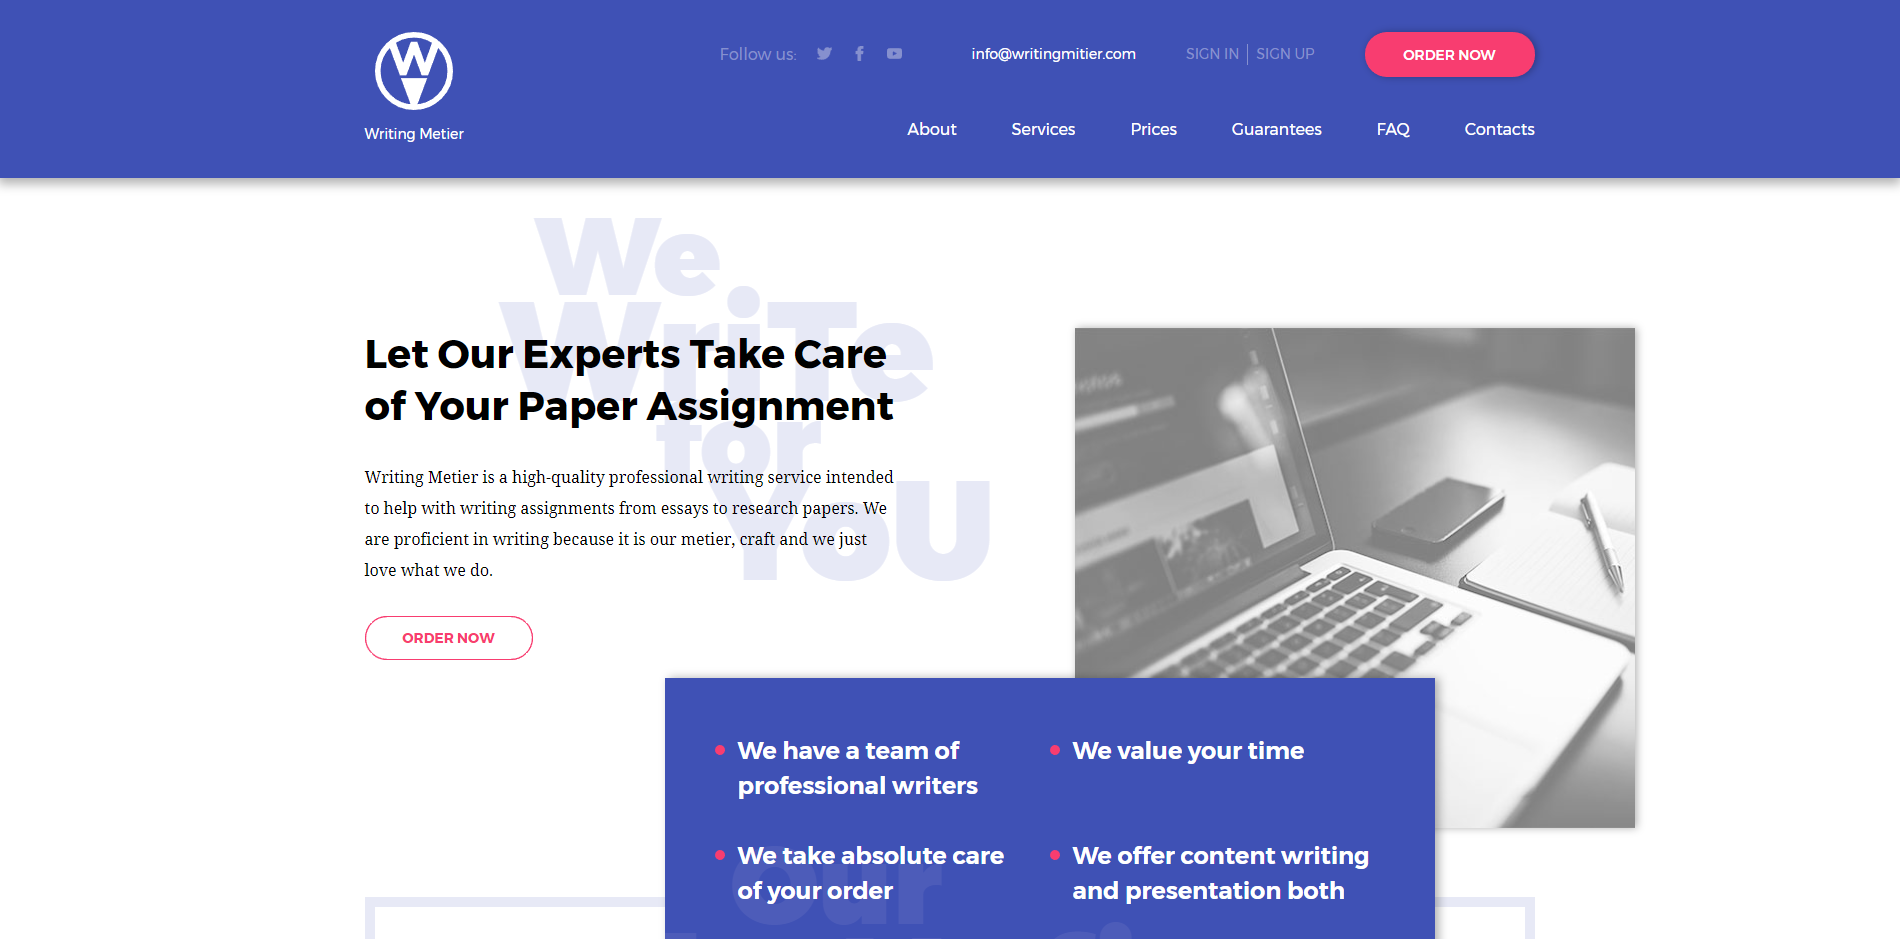 W
Writing Metier
Follow us:
info@writingmitier.com
SIGN IN
SIGN UP
ORDER NOW
About
Services
Prices
Guarantees
FAQ
Contacts
We
WriTe
for
YoU
Let Our Experts Take Care
of Your Paper Assignment
Writing Metier is a high-quality professional writing service intended
to help with writing assignments from essays to research papers. We
are proficient in writing because it is our metier, craft and we just
love what we do.
ORDER NOW
We have a team of
professional writers
We value your time
We take absolute care
of your order
We offer content writing
and presentation both
Our